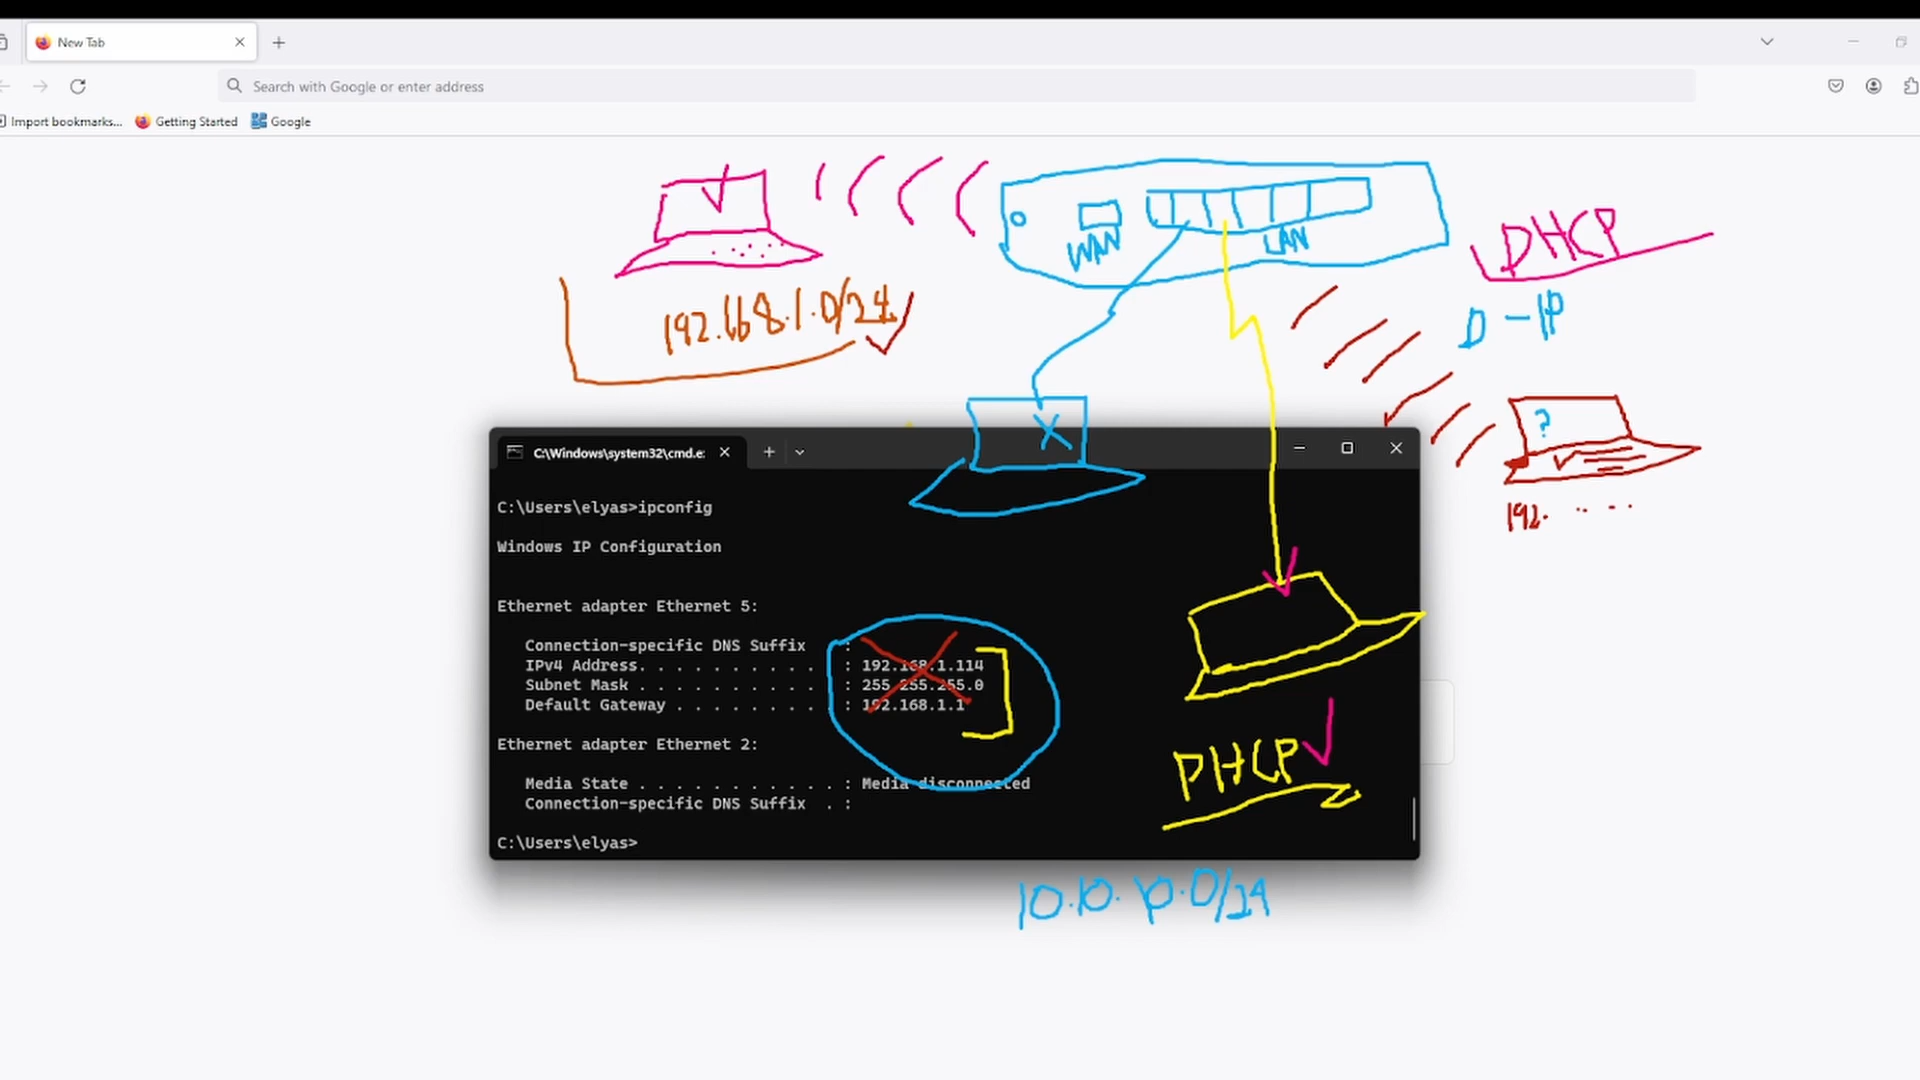 New Tab
Search with Google or enter address
Import bookmarks... Getting Started Google
WAN
LAN
DHCP
192.168.1.0/24
D - IP
?
192. .. . .
X
C:\Windows\system32\cmd.e:
C:\Users\elyas>ipconfig
Windows IP Configuration
Ethernet adapter Ethernet 5:
Connection-specific DNS Suffix  :
IPv4 Address. . . . . . . . . . : 192.168.1.114
Subnet Mask . . . . . . . . . . : 255.255.255.0
Default Gateway . . . . . . . . : 192.168.1.1
Ethernet adapter Ethernet 2:
Media State . . . . . . . . . . . : Media disconnected
Connection-specific DNS Suffix  . :
C:\Users\elyas>
DHCP
10.10.10.0/24